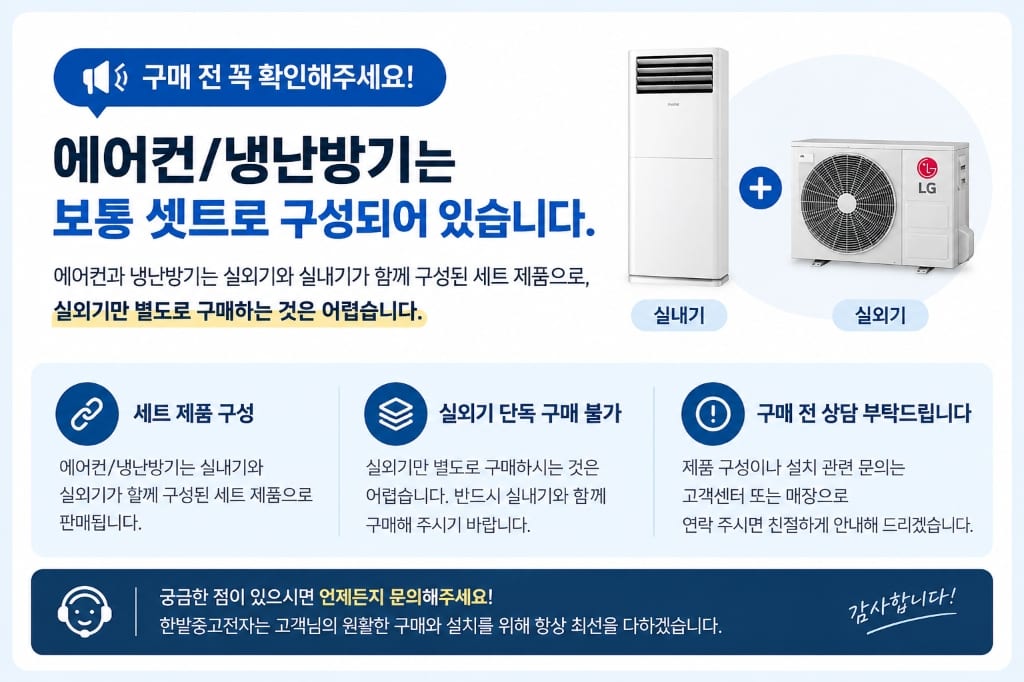 구매 전 꼭 확인해주세요!
에어컨/냉난방기는
보통 셋트로 구성되어 있습니다.
에어컨과 냉난방기는 실외기와 실내기가 함께 구성된 세트 제품으로,
실외기만 별도로 구매하는 것은 어렵습니다.
LG
실내기
실외기
세트 제품 구성
에어컨/냉난방기는 실내기와
실외기가 할께 구성된 세트 제품으로
판매됩니다.
실외기 단독 구매 불가
실외기만 별도로 구매하시는 것은
어렵습니다. 반드시 실내기와 함께
구매해 주시기 바랍니다.
구매 전 상담 부탁드립니다
제품 구성이나 설치 관련 문의는
고객센터 또는 매장으로
연락 주시면 친절하게 안내해 드리겠습니다.
궁금한 점이 있으시면 언제든지 문의해주세요!
한발중고전자는 고객님의 원활한 구매와 설치를 위해 항상 최선을 다하겠습니다.
감사합니다!